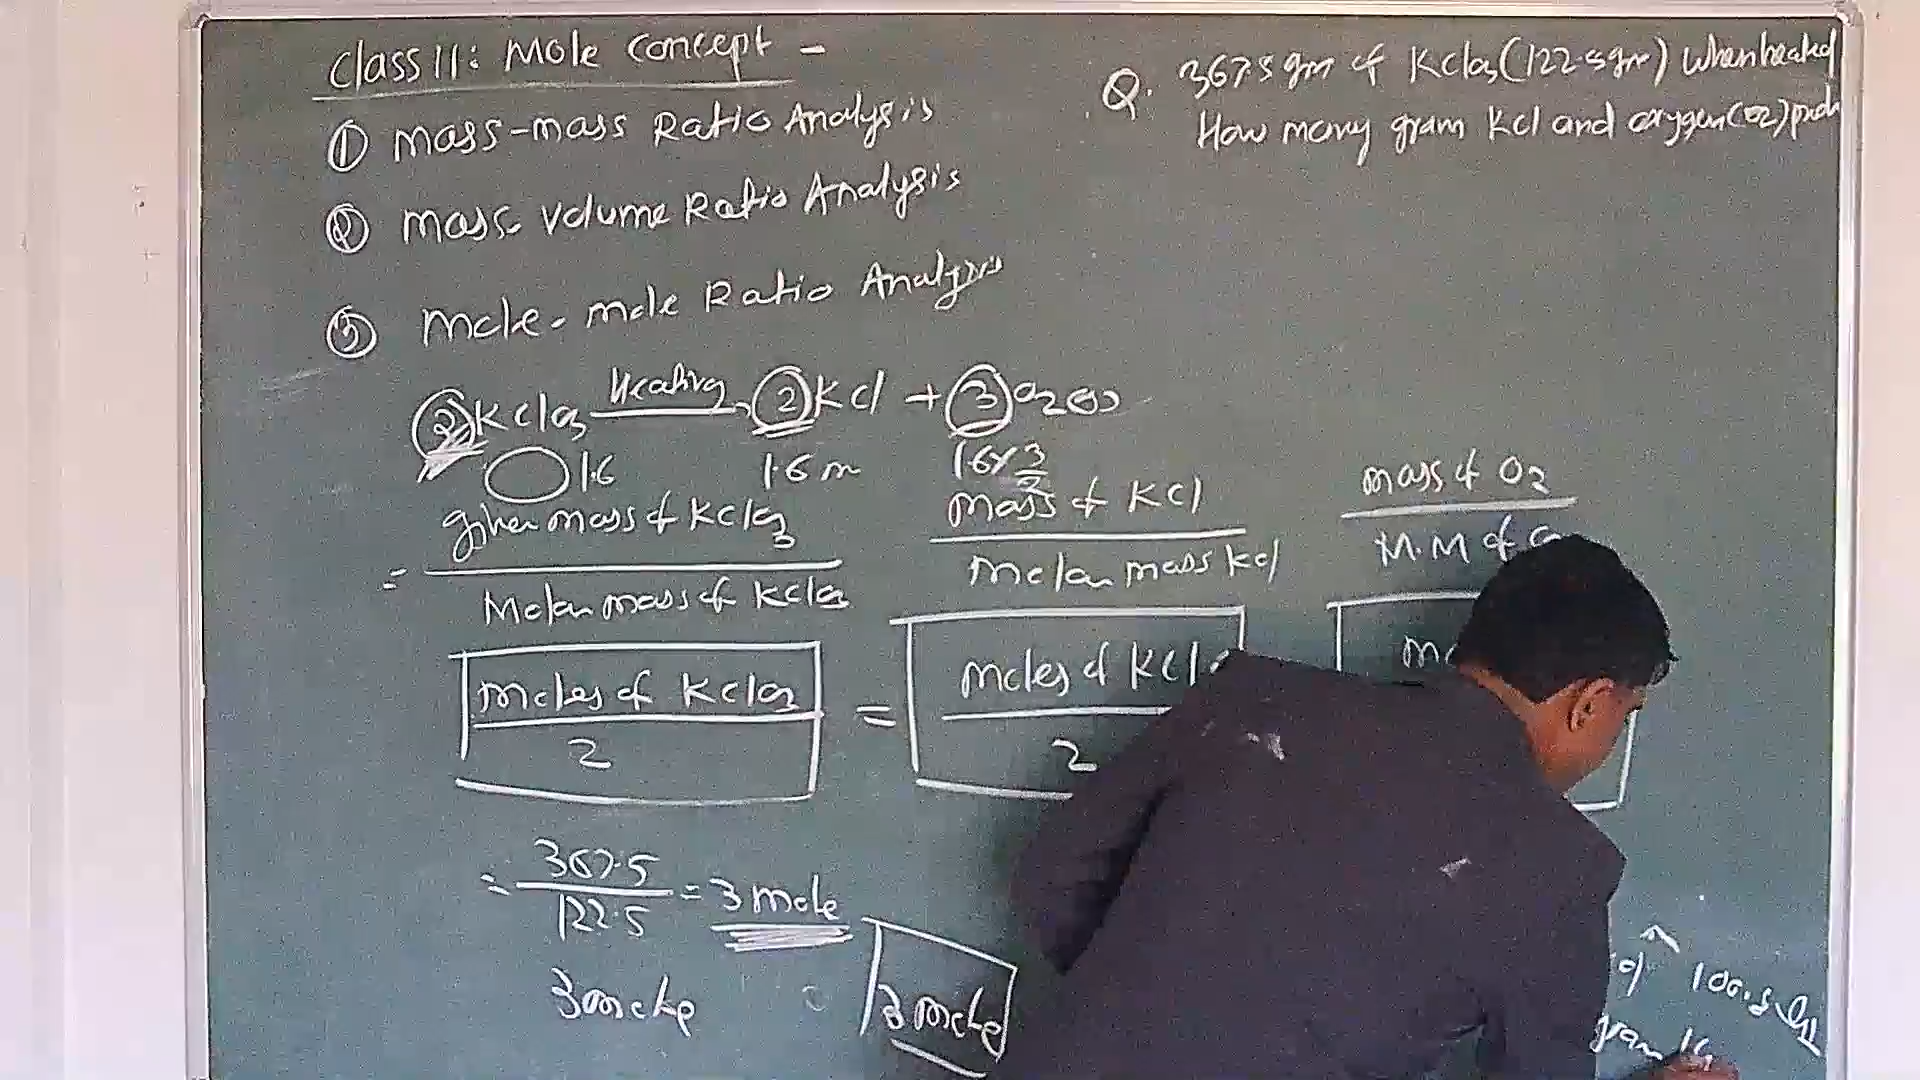 Class 11: Mole Concept -
① Mass-mass Ratio Analysis
② Mass-Volume Ratio Analysis
③ Mole-mole Ratio Analysis
Q. 367.5 gm of KClO3 (122.5gm) when heated
How many gram KCl and oxygen(O2) prod
2KClO3 Heating 2KCl + 3O2(g)
1.6 1.6 m 1.6×3/2
= given mass of KClO3 / Molar mass of KClO3
mass of KCl / Molar mass KCl
mass of O2 / M.M of
moles of KClO3 / 2 = moles of KCl / 2
= 367.5 / 122.5 = 3 mole
3 mole
3 mole
gram